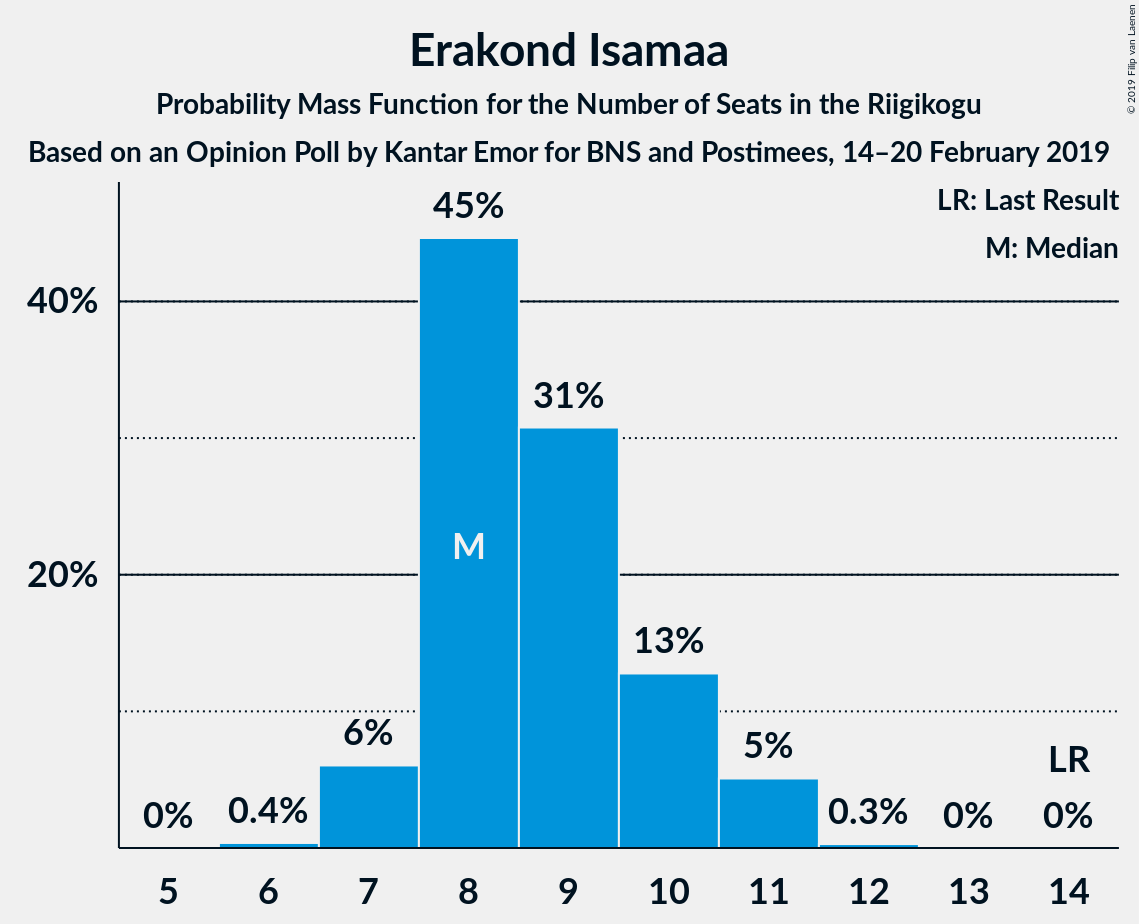 Erakond Isamaa
Probability Mass Function for the Number of Seats in the Riigikogu
Based on an Opinion Poll by Kantar Emor for BNS and Postimees, 14–20 February 2019
© 2019 Filip van Laenen
LR: Last Result
M: Median
45%
40%
31%
M
20%
13%
6%
5%
LR
0%
0.4%
0.3%
0%
0%
5 6 7 8 9 10 11 12 13 14